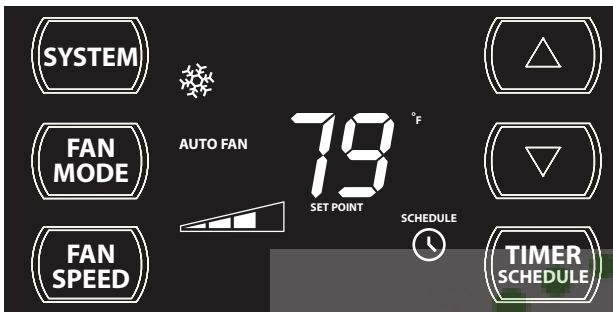 SYSTEM
FAN
MODE
FAN
SPEED
AUTO FAN
79
°F
SET POINT
SCHEDULE
TIMER
SCHEDULE